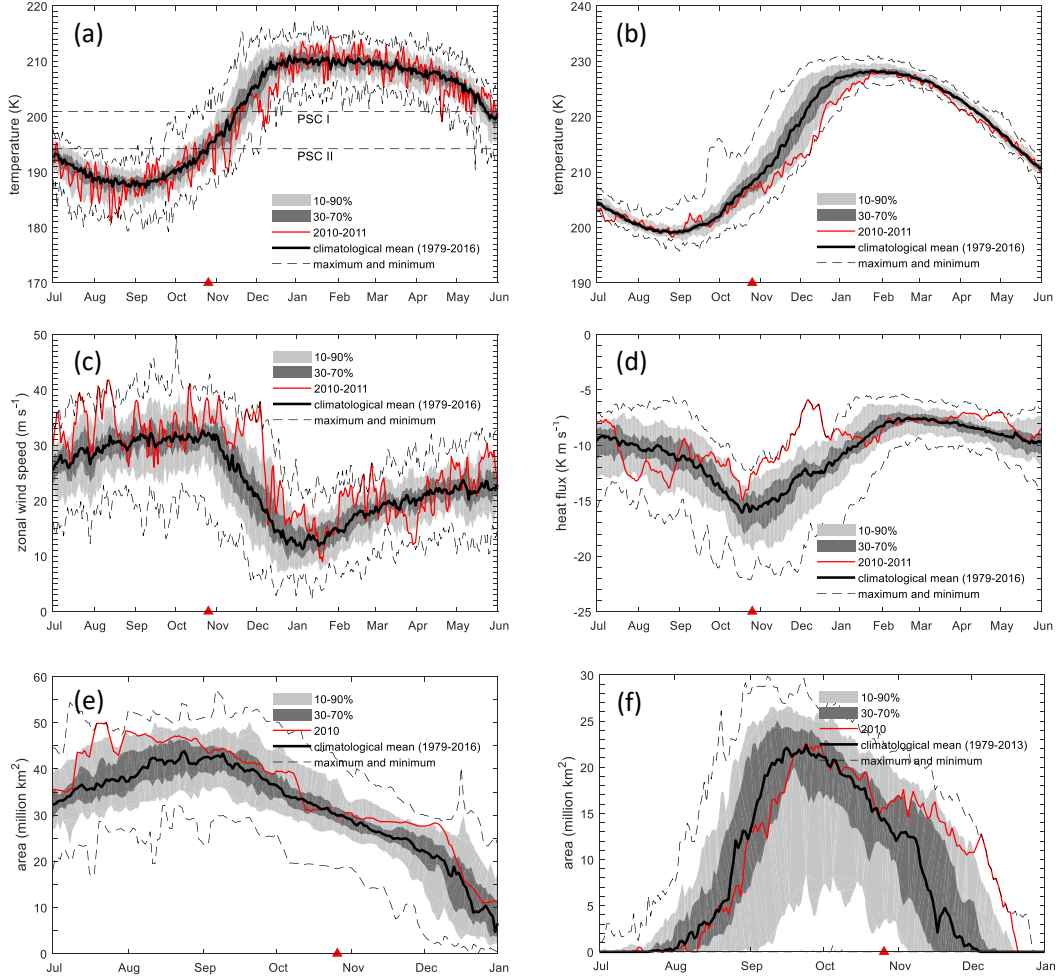 (a)
temperature (K)
220
210
200
190
180
170
PSC I
PSC II
10-90%
30-70%
2010-2011
climatological mean (1979-2016)
maximum and minimum
Jul Aug Sep Oct Nov Dec Jan Feb Mar Apr May Jun
(b)
temperature (K)
240
230
220
210
200
190
10-90%
30-70%
2010-2011
climatological mean (1979-2016)
maximum and minimum
Jul Aug Sep Oct Nov Dec Jan Feb Mar Apr May Jun
(c)
zonal wind speed (m s⁻¹)
50
40
30
20
10
0
10-90%
30-70%
2010-2011
climatological mean (1979-2016)
maximum and minimum
Jul Aug Sep Oct Nov Dec Jan Feb Mar Apr May Jun
(d)
heat flux (K m s⁻¹)
0
-5
-10
-15
-20
-25
10-90%
30-70%
2010-2011
climatological mean (1979-2016)
maximum and minimum
Jul Aug Sep Oct Nov Dec Jan Feb Mar Apr May Jun
(e)
area (million km²)
60
50
40
30
20
10
0
10-90%
30-70%
2010
climatological mean (1979-2016)
maximum and minimum
Jul Aug Sep Oct Nov Dec Jan
(f)
area (million km²)
30
25
20
15
10
5
0
10-90%
30-70%
2010
climatological mean (1979-2013)
maximum and minimum
Jul Aug Sep Oct Nov Dec Jan